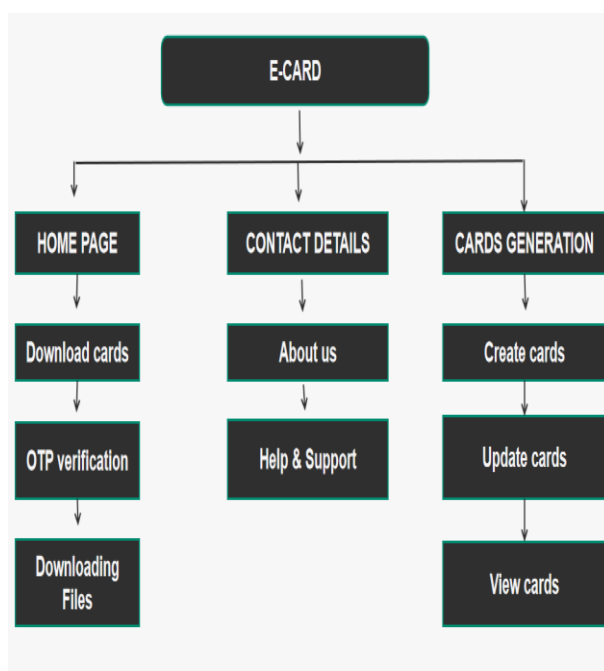 E-CARD
HOME PAGE
CONTACT DETAILS
CARDS GENERATION
Download cards
About us
Create cards
OTP verification
Help & Support
Update cards
Downloading
Files
View cards